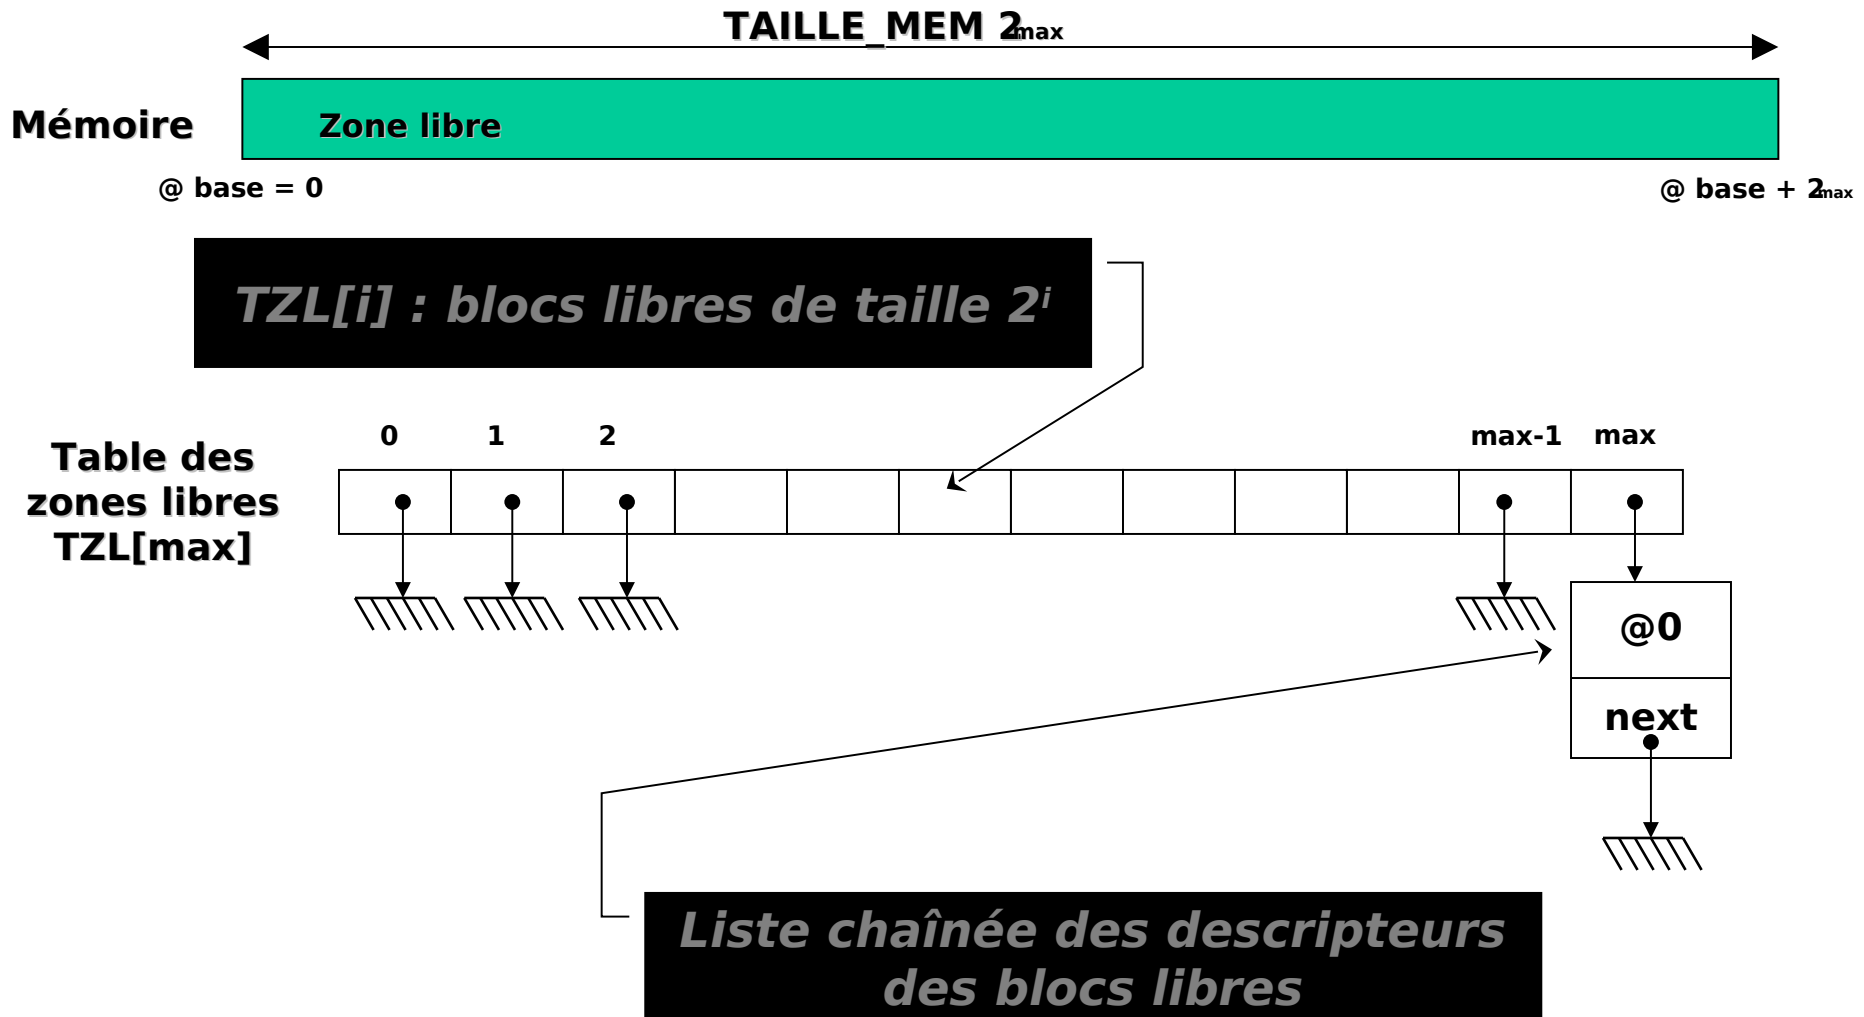 TAILLE_MEM 2max
Mémoire
Zone libre
@ base = 0
@ base + 2max
TZL[i] : blocs libres de taille 2i
0 1 2 max-1 max
Table des
zones libres
TZL[max]
@0
next
Liste chaînée des descripteurs
des blocs libres